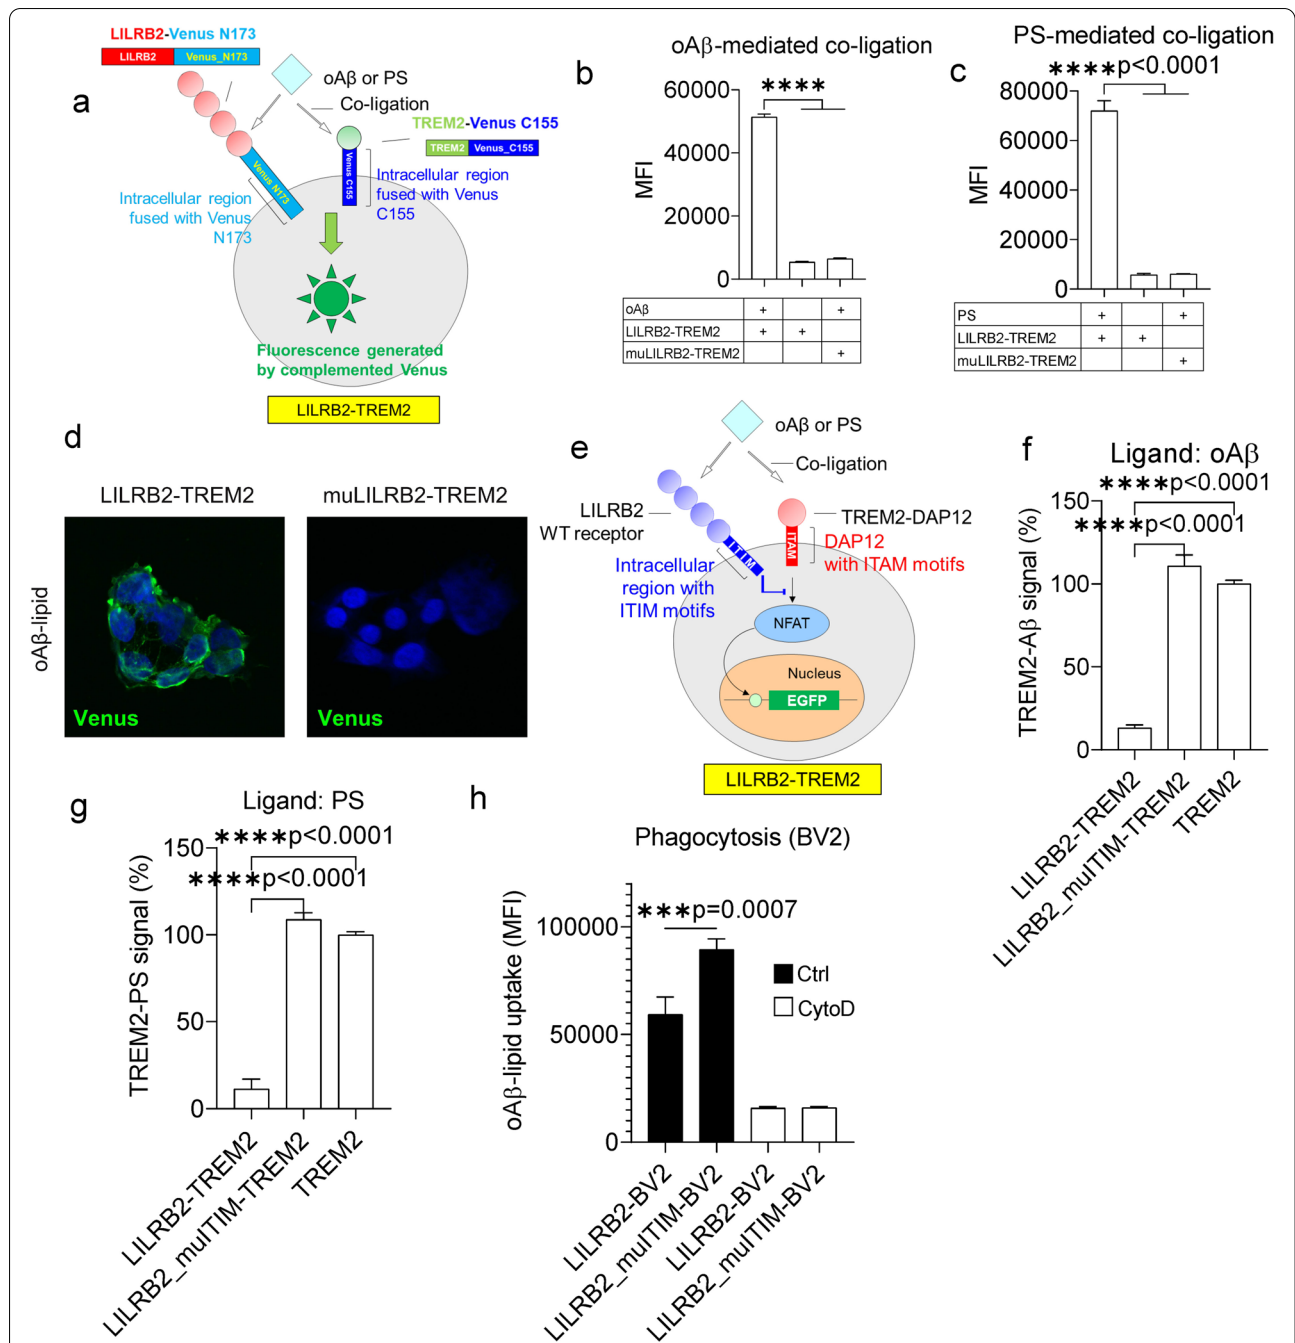 a
LILRB2-Venus N173
LILRB2 Venus_N173
oAβ or PS
Co-ligation
TREM2-Venus C155
TREM2 Venus_C155
Venus N173
Venus C155
Intracellular region
fused with Venus
N173
Intracellular region
fused with Venus
C155
Fluorescence generated
by complemented Venus
LILRB2-TREM2
b
oAβ-mediated co-ligation
****
MFI
60000
40000
20000
0
oAβ + +
LILRB2-TREM2 + +
muLILRB2-TREM2 +
c
PS-mediated co-ligation
****p<0.0001
MFI
80000
60000
40000
20000
0
PS + +
LILRB2-TREM2 + +
muLILRB2-TREM2 +
d
LILRB2-TREM2 muLILRB2-TREM2
oAβ-lipid
Venus Venus
e
oAβ or PS
Co-ligation
LILRB2
WT receptor
TREM2-DAP12
ITIM
ITAM
DAP12
with ITAM motifs
Intracellular
region with
ITIM motifs
NFAT
Nucleus
EGFP
LILRB2-TREM2
f
Ligand: oAβ
****p<0.0001
****p<0.0001
TREM2-Aβ signal (%)
150
100
50
0
LILRB2-TREM2
LILRB2_muITIM-TREM2
TREM2
g
Ligand: PS
****p<0.0001
****p<0.0001
TREM2-PS signal (%)
150
100
50
0
LILRB2-TREM2
LILRB2_muITIM-TREM2
TREM2
h
Phagocytosis (BV2)
***p=0.0007
oAβ-lipid uptake (MFI)
100000
50000
0
Ctrl
CytoD
LILRB2-BV2
LILRB2_muITIM-BV2
LILRB2-BV2
LILRB2_muITIM-BV2